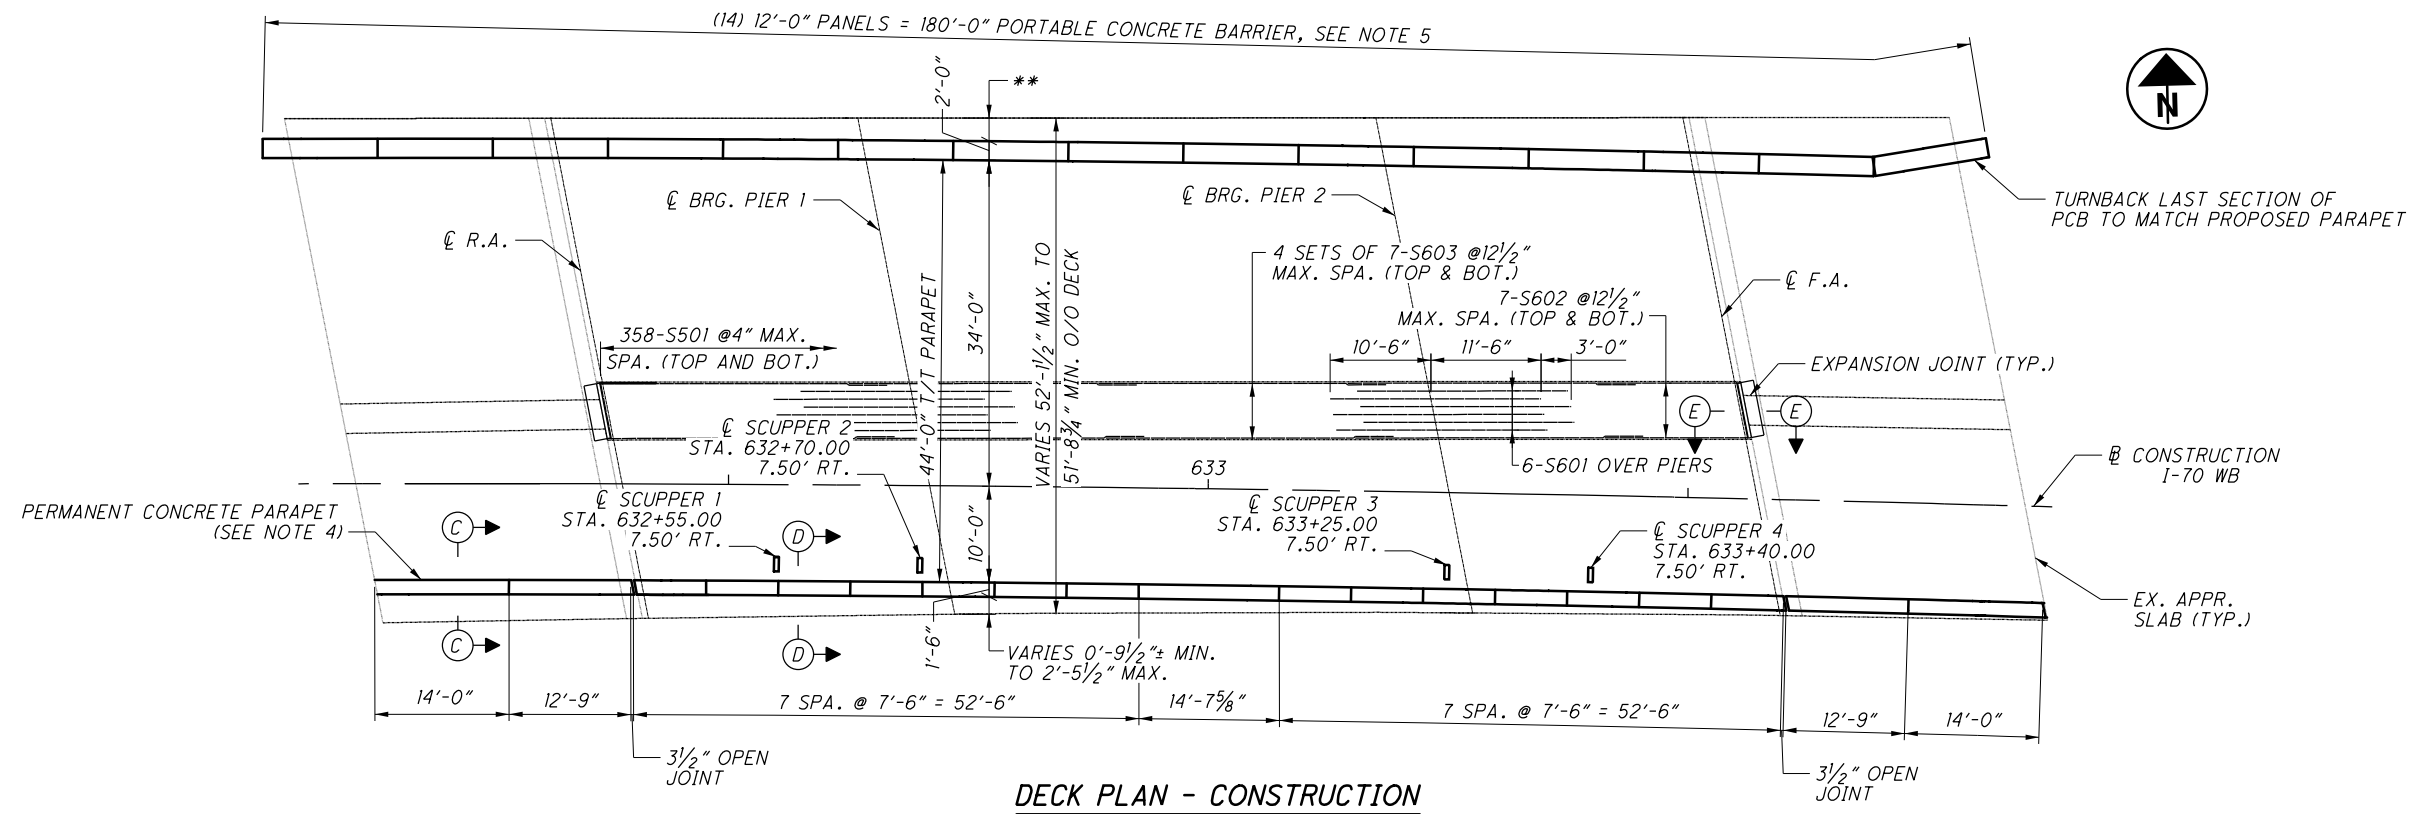 (14) 12'-0" PANELS = 180'-0" PORTABLE CONCRETE BARRIER, SEE NOTE 5
2'-0"
**
N
℄ BRG. PIER 1
℄ BRG. PIER 2
TURNBACK LAST SECTION OF
PCB TO MATCH PROPOSED PARAPET
℄ R.A.
4 SETS OF 7-S603 @12½"
MAX. SPA. (TOP & BOT.)
℄ F.A.
7-S602 @12½"
MAX. SPA. (TOP & BOT.)
44'-0" T/T PARAPET
34'-0"
VARIES 52'-1½" MAX. TO
51'-8¾" MIN. O/O DECK
358-S501 @4" MAX.
SPA. (TOP AND BOT.)
10'-6"
11'-6"
3'-0"
EXPANSION JOINT (TYP.)
E
E
℄ SCUPPER 2
STA. 632+70.00
7.50' RT.
6-S601 OVER PIERS
633
℄ CONSTRUCTION
I-70 WB
PERMANENT CONCRETE PARAPET
(SEE NOTE 4)
℄ SCUPPER 1
STA. 632+55.00
7.50' RT.
℄ SCUPPER 3
STA. 633+25.00
7.50' RT.
℄ SCUPPER 4
STA. 633+40.00
7.50' RT.
C
D
10'-0"
EX. APPR.
SLAB (TYP.)
C
D
1'-6"
VARIES 0'-9½"± MIN.
TO 2'-5½" MAX.
14'-0"
12'-9"
7 SPA. @ 7'-6" = 52'-6"
14'-7⅝"
7 SPA. @ 7'-6" = 52'-6"
12'-9"
14'-0"
3½" OPEN
JOINT
3½" OPEN
JOINT
DECK PLAN - CONSTRUCTION